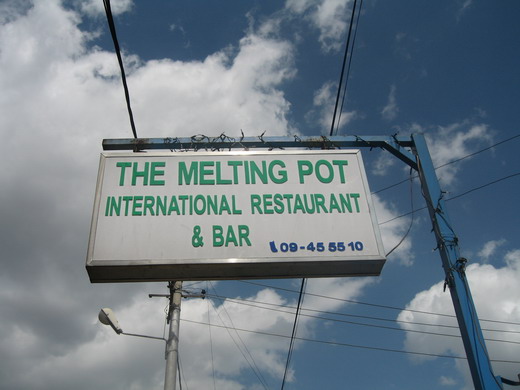 THE MELTING POT
INTERNATIONAL RESTAURANT
& BAR
09-45 55 10